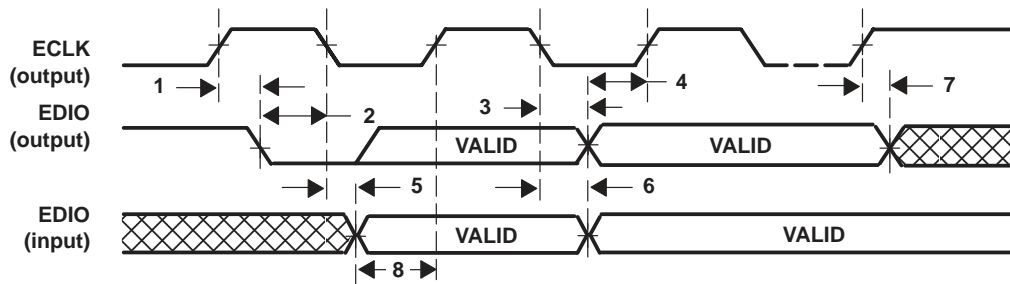 ECLK
(output)
1
4
7
3
EDIO
(output)
2
VALID
VALID
5
6
EDIO
(input)
VALID
VALID
8